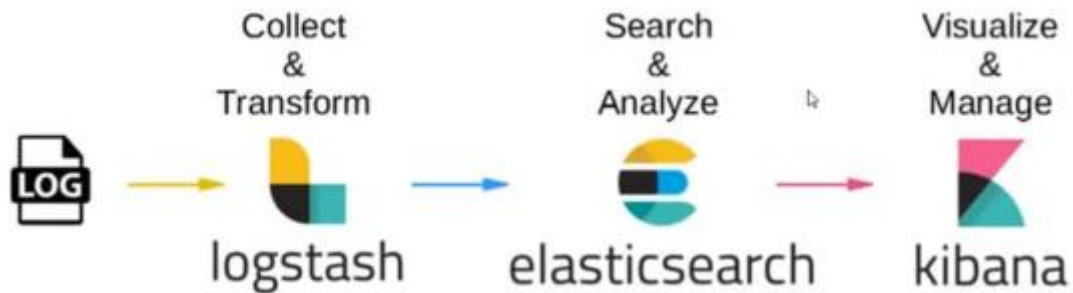 Collect
&
Transform
Search
&
Analyze
Visualize
&
Manage
LOG
logstash
elasticsearch
kibana